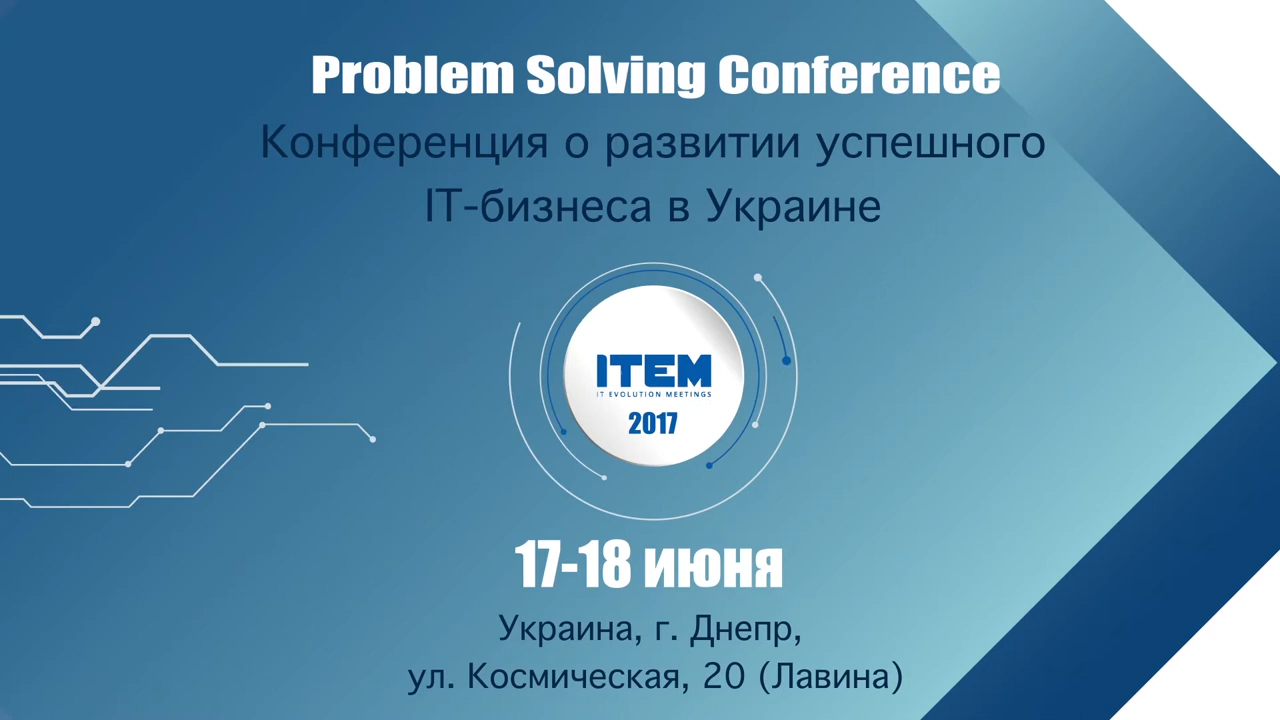 Problem Solving Conference
Конференция о развитии успешного
IT-бизнеса в Украине
ITEM
IT EVOLUTION MEETINGS
2017
17-18 июня
Украина, г. Днепр,
ул. Космическая, 20 (Лавина)